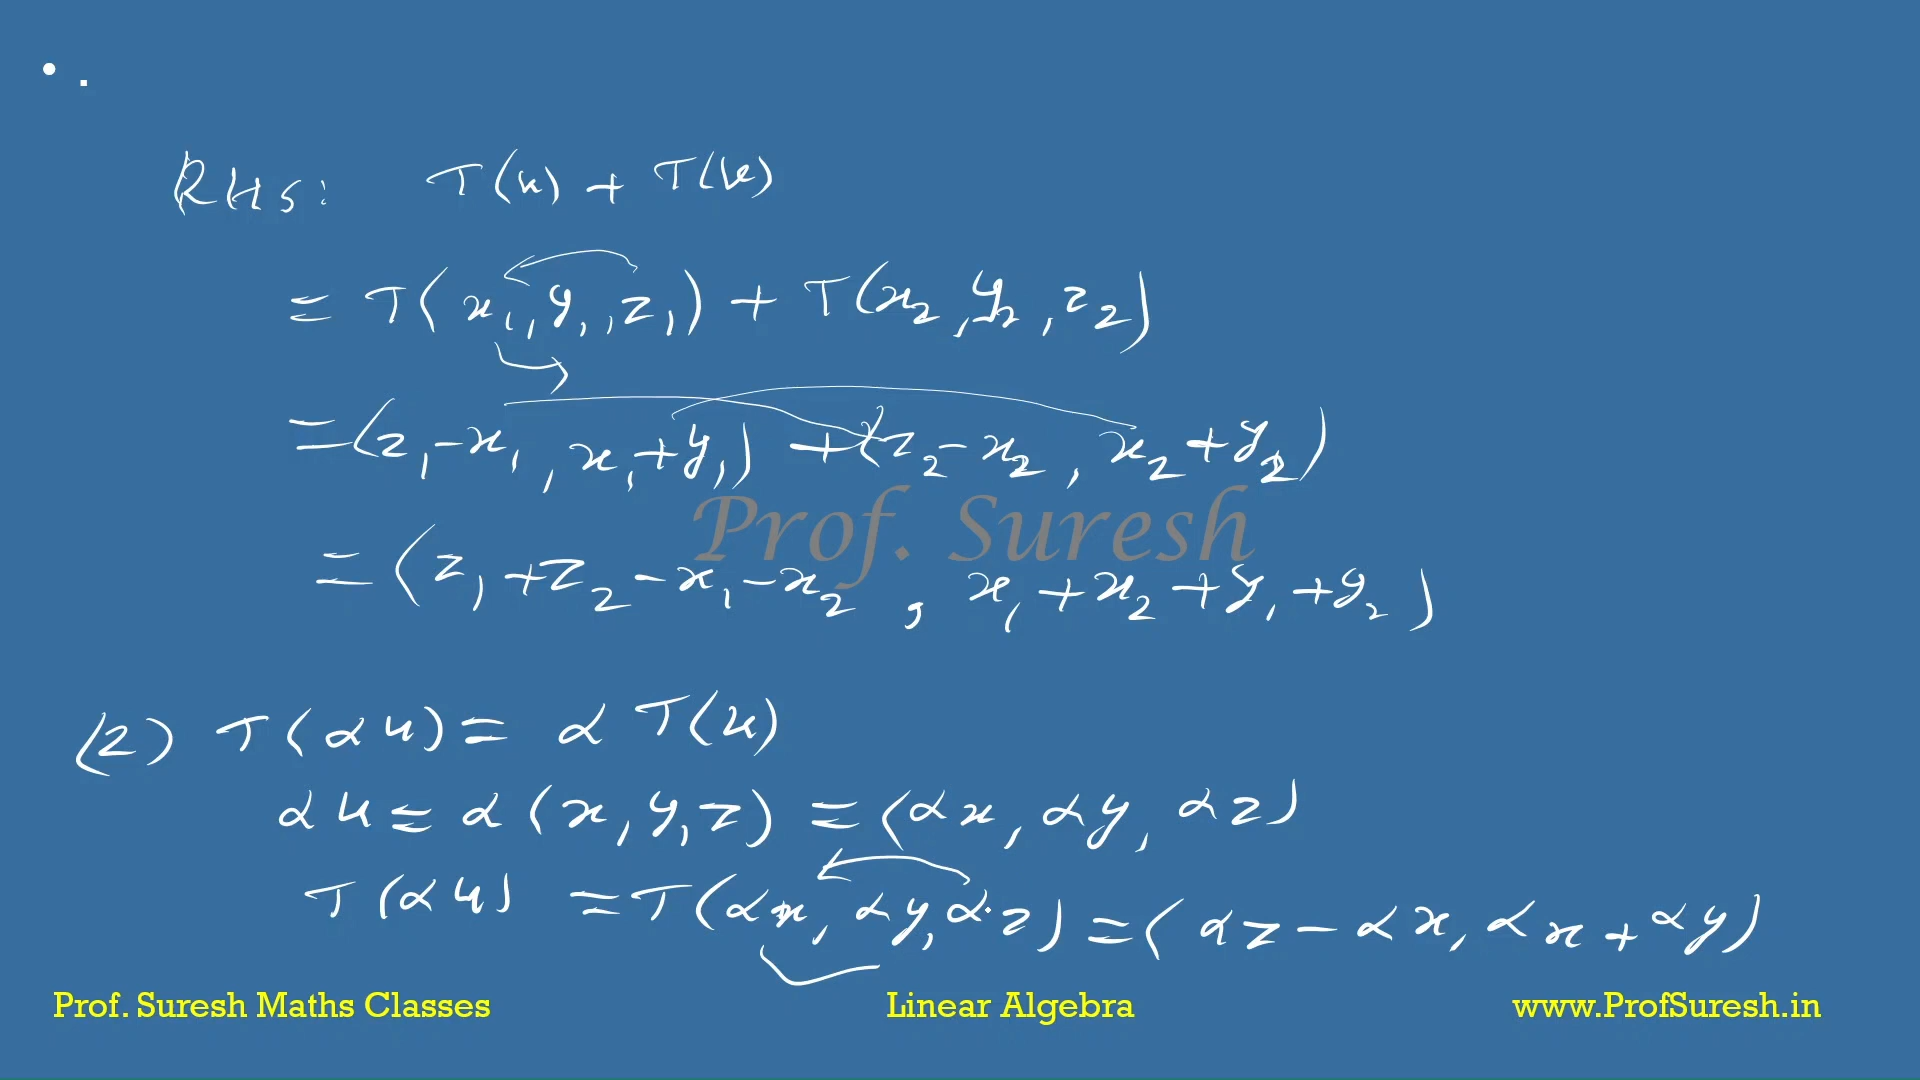 • .
RHS: T(u) + T(v)
= T(x₁, y₁, z₁) + T(x₂, y₂, z₂)
= (z₁ - x₁, x₁ + y₁) + (z₂ - x₂, x₂ + y₂)
Prof. Suresh
= (z₁ + z₂ - x₁ - x₂, x₁ + x₂ + y₁ + y₂)
(2) T(αu) = α T(u)
αu = α(x, y, z) = (αx, αy, αz)
T(αu) = T(αx, αy, α·z) = (αz - αx, αx + αy)
Prof. Suresh Maths Classes Linear Algebra www.ProfSuresh.in